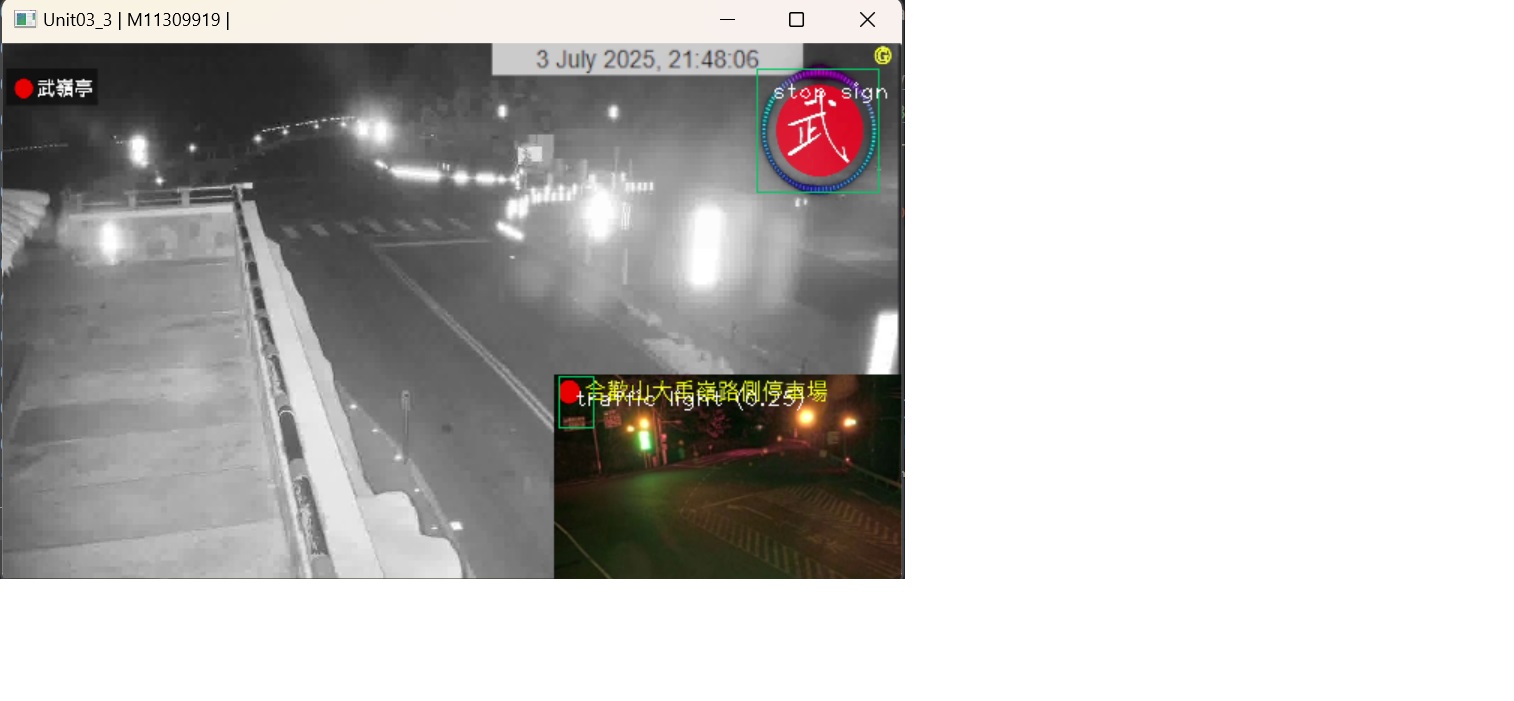 Unit03_3 | M11309919 |
3 July 2025, 21:48:06
G
武嶺亭
stop sign
武
合歡山大禹嶺路側停車場
traffic light (0.25)